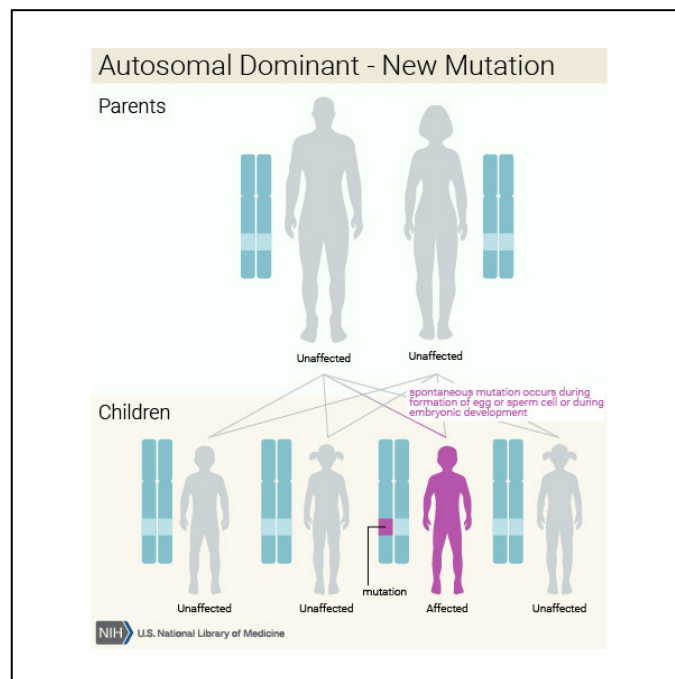 Autosomal Dominant - New Mutation
Parents
Unaffected
Unaffected
spontaneous mutation occurs during
formation of egg or sperm cell or during
embryonic development
Children
mutation
Unaffected
Unaffected
Affected
Unaffected
NIH U.S. National Library of Medicine